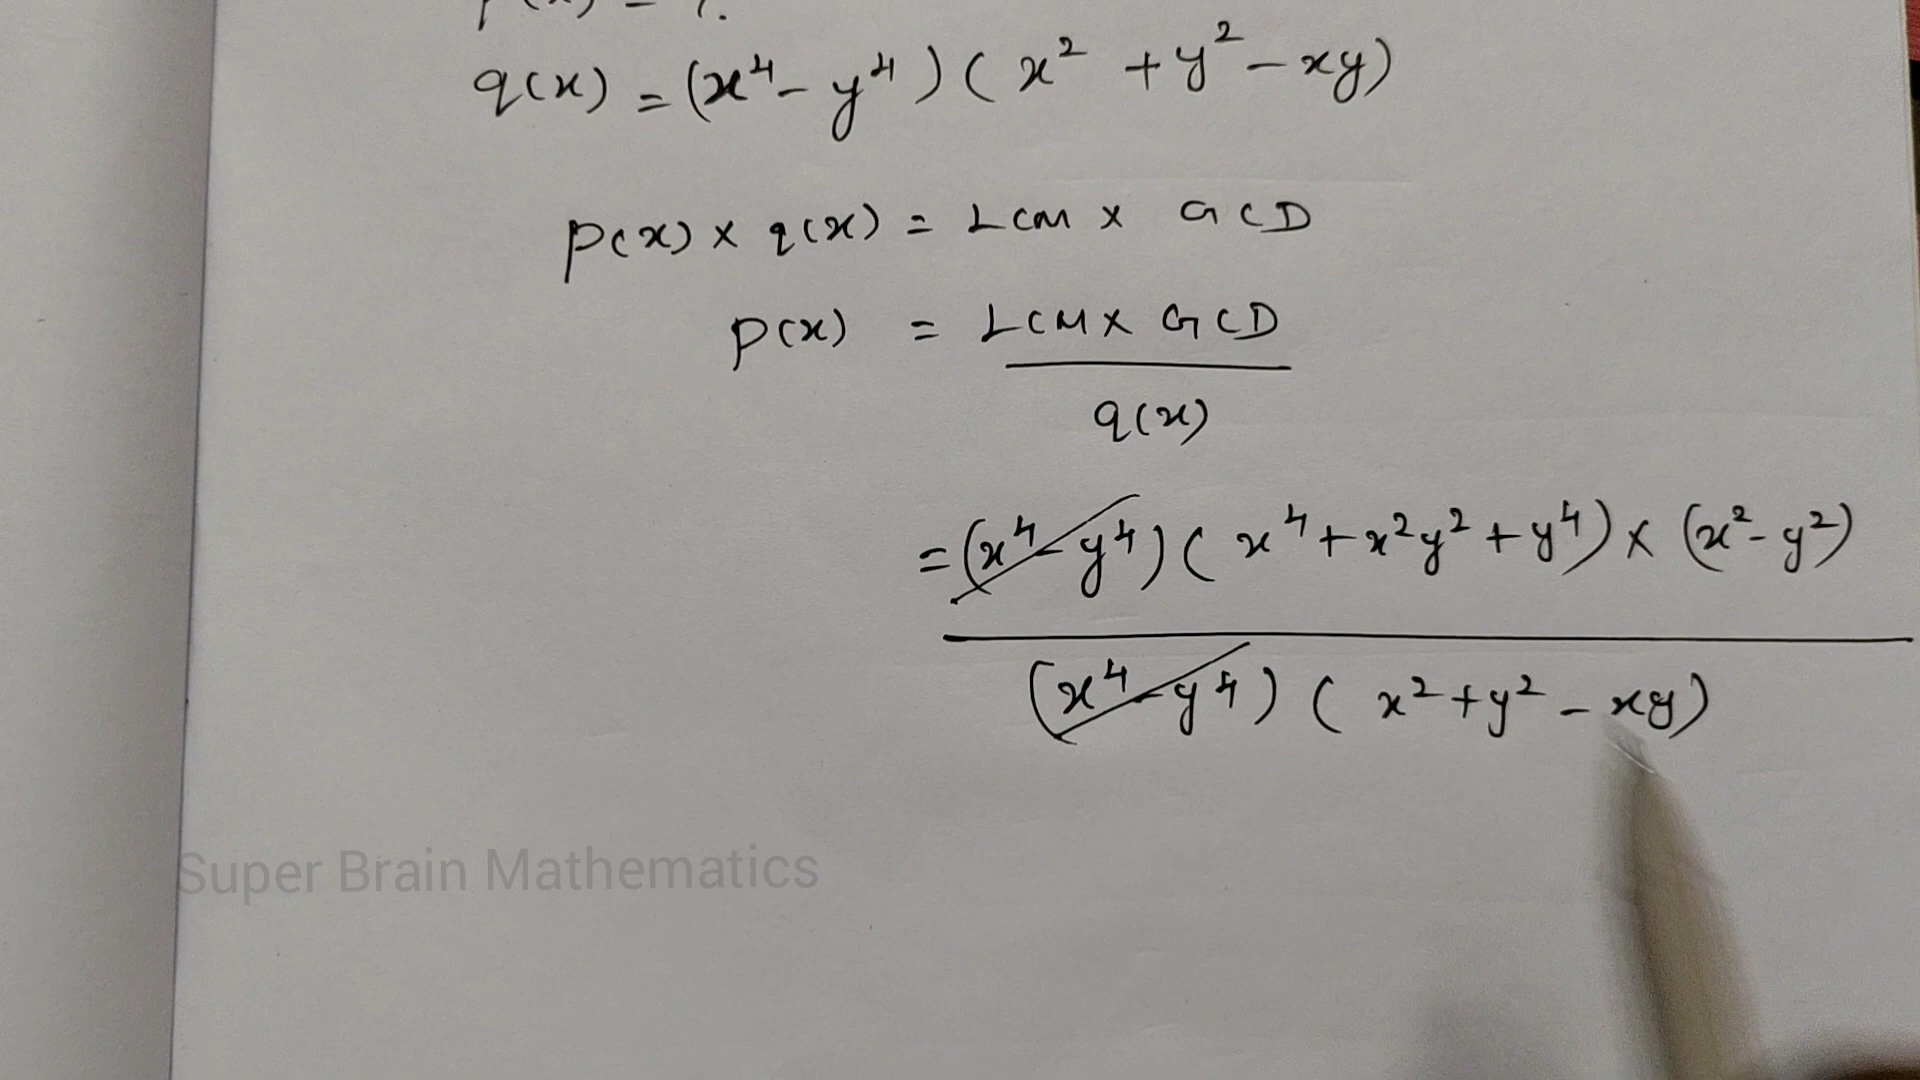 q(x) = (x⁴ - y⁴) (x² + y² - xy)
P(x) × q(x) = LCM × GCD
P(x) = LCM × GCD
q(x)
= (x⁴ - y⁴) (x⁴ + x²y² + y⁴) × (x² - y²)
(x⁴ - y⁴) (x² + y² - xy)
Super Brain Mathematics